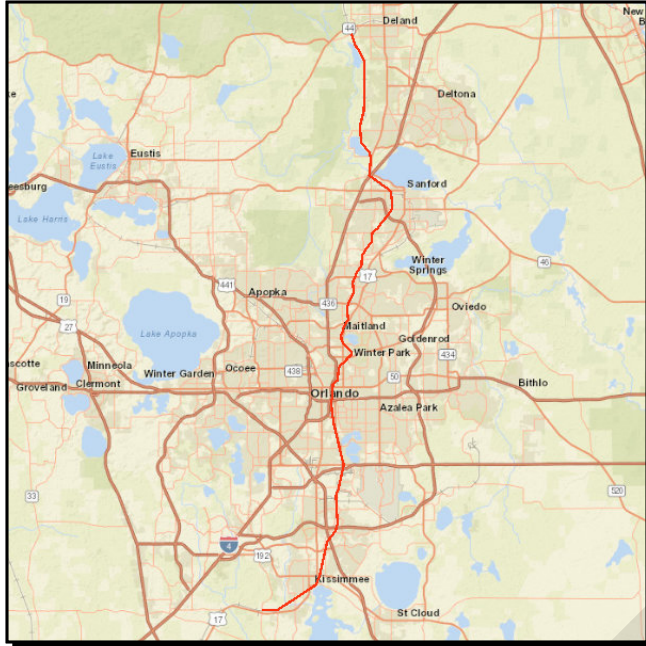 44
Deland
New
B
Deltona
ke
Lake
Eustis
Eustis
eesburg
Sanford
Lake Harris
Winter
Springs
46
17
441
Apopka
19
436
Oviedo
27
Lake Apopka
Maitland
Goldenrod
ascotte
Minneola
Winter Park
434
Ocoee
438
Winter Garden
50
Groveland
Clermont
Bithlo
Orlando
Azalea Park
33
520
4
192
Kissimmee
17
St Cloud